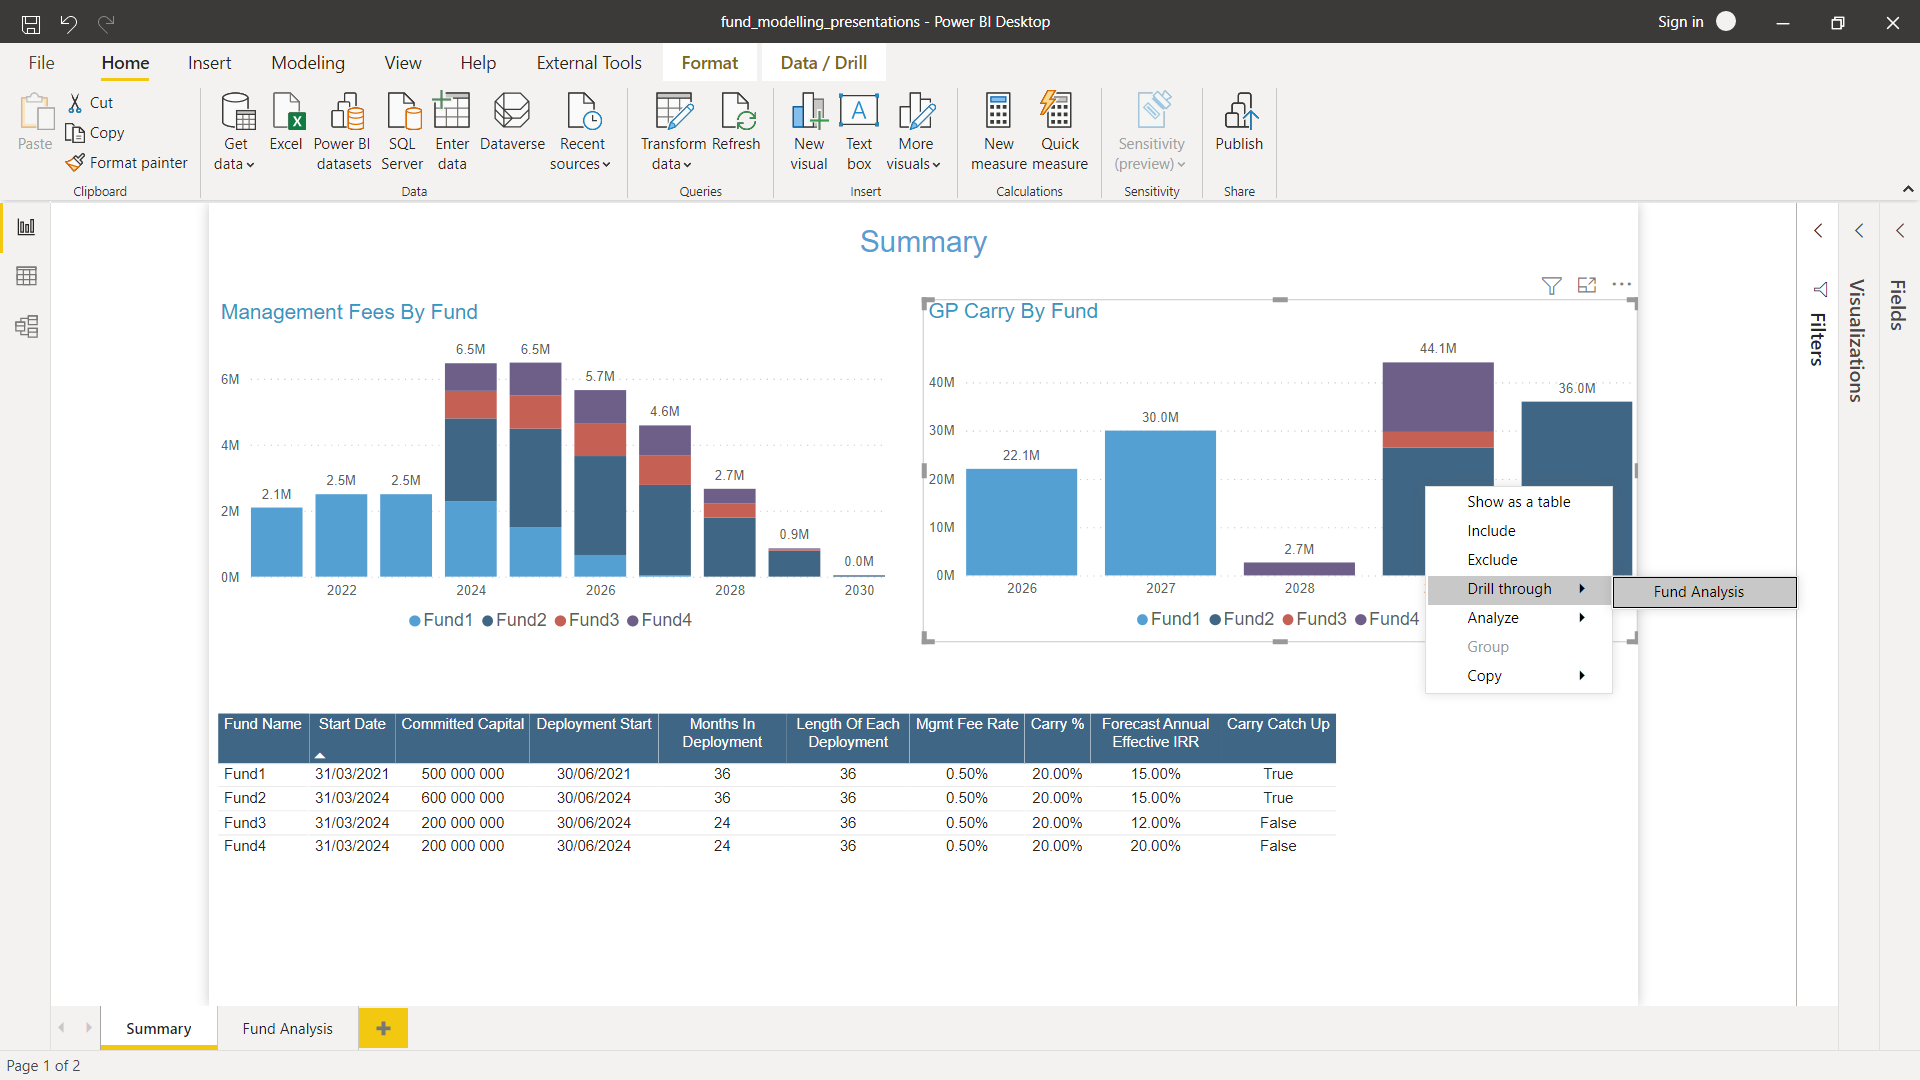 fund_modelling_presentations - Power BI Desktop
Sign in
File Home Insert Modeling View Help External Tools Format Data / Drill
Paste
Cut
Copy
Format painter
Clipboard
Get data
Excel
Power BI datasets
SQL Server
Enter data
Dataverse
Recent sources
Data
Transform data
Refresh
Queries
New visual
Text box
More visuals
Insert
New measure
Quick measure
Calculations
Sensitivity (preview)
Sensitivity
Publish
Share
Summary
Management Fees By Fund
6M
4M
2M
0M
2.1M 2.5M 2.5M 6.5M 6.5M 5.7M 4.6M 2.7M 0.9M 0.0M
2022 2024 2026 2028 2030
Fund1 Fund2 Fund3 Fund4
GP Carry By Fund
40M
30M
20M
10M
0M
22.1M 30.0M 2.7M 44.1M 36.0M
2026 2027 2028
Fund1 Fund2 Fund3 Fund4
Show as a table
Include
Exclude
Drill through
Fund Analysis
Analyze
Group
Copy
Filters
Visualizations
Fields
Fund Name Start Date Committed Capital Deployment Start Months In Deployment Length Of Each Deployment Mgmt Fee Rate Carry % Forecast Annual Effective IRR Carry Catch Up
Fund1 31/03/2021 500 000 000 30/06/2021 36 36 0.50% 20.00% 15.00% True
Fund2 31/03/2024 600 000 000 30/06/2024 36 36 0.50% 20.00% 15.00% True
Fund3 31/03/2024 200 000 000 30/06/2024 24 36 0.50% 20.00% 12.00% False
Fund4 31/03/2024 200 000 000 30/06/2024 24 36 0.50% 20.00% 20.00% False
Summary Fund Analysis
Page 1 of 2